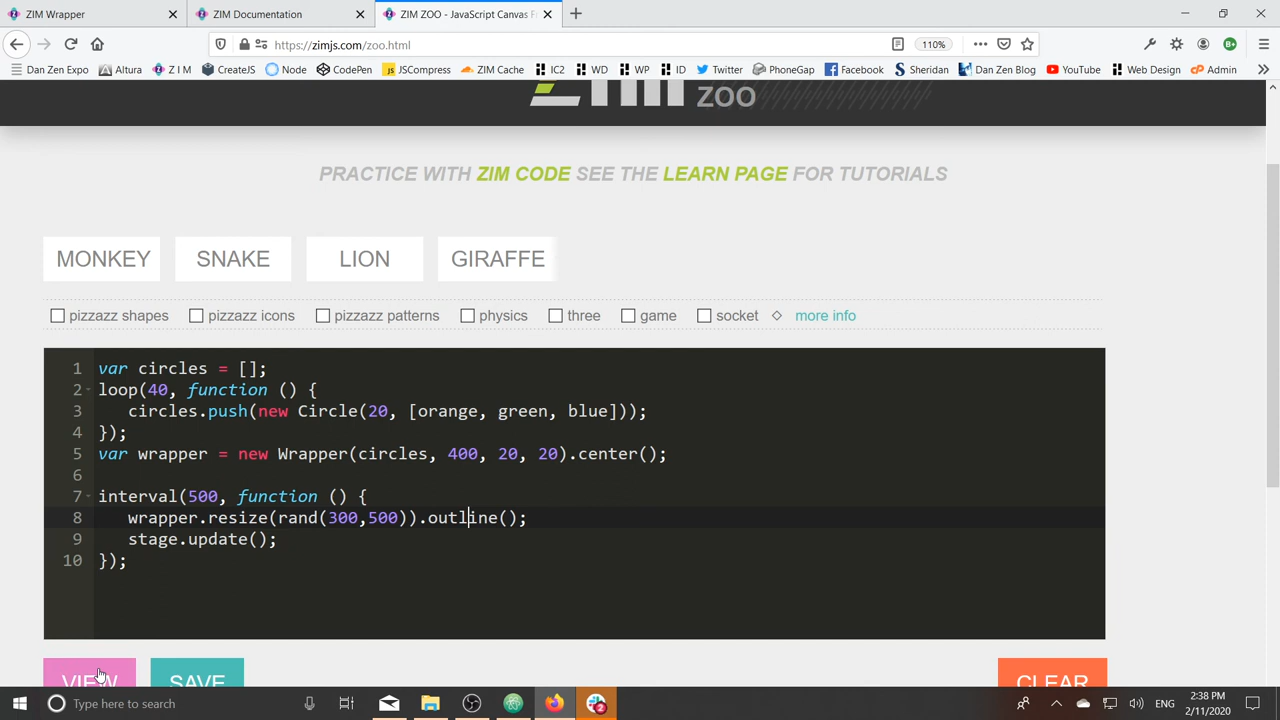 ZIM Wrapper
ZIM Documentation
ZIM ZOO - JavaScript Canvas F
https://zimjs.com/zoo.html
110%
Dan Zen Expo Altura Z I M CreateJS Node CodePen JSCompress ZIM Cache IC2 WD WP ID Twitter PhoneGap Facebook Sheridan Dan Zen Blog YouTube Web Design Admin
ZIM ZOO
PRACTICE WITH ZIM CODE SEE THE LEARN PAGE FOR TUTORIALS
MONKEY SNAKE LION GIRAFFE
pizzazz shapes pizzazz icons pizzazz patterns physics three game socket more info
1 var circles = [];
2 loop(40, function () {
3 circles.push(new Circle(20, [orange, green, blue]));
4 });
5 var wrapper = new Wrapper(circles, 400, 20, 20).center();
6
7 interval(500, function () {
8 wrapper.resize(rand(300,500)).outline();
9 stage.update();
10 });
VIEW SAVE CLEAR
Type here to search
2
ENG
2:38 PM
2/11/2020